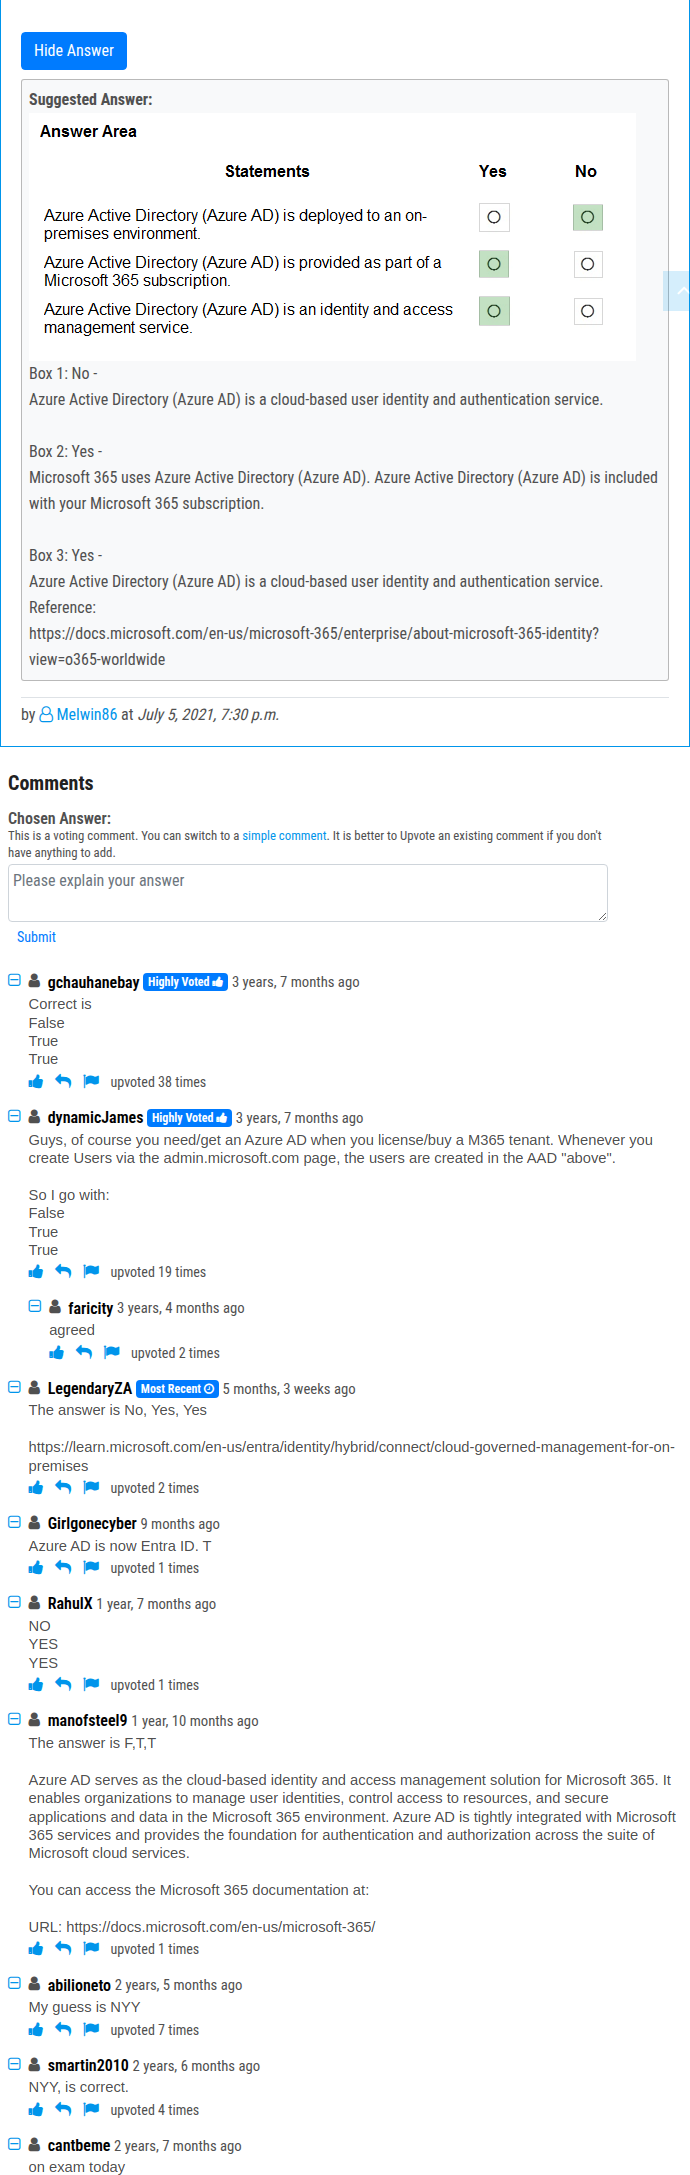 Hide Answer
Suggested Answer:
Answer Area
Statements Yes No
Azure Active Directory (Azure AD) is deployed to an on-
premises environment.
Azure Active Directory (Azure AD) is provided as part of a
Microsoft 365 subscription.
Azure Active Directory (Azure AD) is an identity and access
management service.
Box 1: No -
Azure Active Directory (Azure AD) is a cloud-based user identity and authentication service.
Box 2: Yes -
Microsoft 365 uses Azure Active Directory (Azure AD). Azure Active Directory (Azure AD) is included
with your Microsoft 365 subscription.
Box 3: Yes -
Azure Active Directory (Azure AD) is a cloud-based user identity and authentication service.
Reference:
https://docs.microsoft.com/en-us/microsoft-365/enterprise/about-microsoft-365-identity?
view=o365-worldwide
by Melwin86 at July 5, 2021, 7:30 p.m.
Comments
Chosen Answer:
This is a voting comment. You can switch to a simple comment. It is better to Upvote an existing comment if you don't
have anything to add.
Please explain your answer
Submit
gchauhanebay Highly Voted 3 years, 7 months ago
Correct is
False
True
True
upvoted 38 times
dynamicJames Highly Voted 3 years, 7 months ago
Guys, of course you need/get an Azure AD when you license/buy a M365 tenant. Whenever you
create Users via the admin.microsoft.com page, the users are created in the AAD "above".
So I go with:
False
True
True
upvoted 19 times
faricity 3 years, 4 months ago
agreed
upvoted 2 times
LegendaryZA Most Recent 5 months, 3 weeks ago
The answer is No, Yes, Yes
https://learn.microsoft.com/en-us/entra/identity/hybrid/connect/cloud-governed-management-for-on-
premises
upvoted 2 times
Girlgonecyber 9 months ago
Azure AD is now Entra ID. T
upvoted 1 times
RahulX 1 year, 7 months ago
NO
YES
YES
upvoted 1 times
manofsteel9 1 year, 10 months ago
The answer is F,T,T
Azure AD serves as the cloud-based identity and access management solution for Microsoft 365. It
enables organizations to manage user identities, control access to resources, and secure
applications and data in the Microsoft 365 environment. Azure AD is tightly integrated with Microsoft
365 services and provides the foundation for authentication and authorization across the suite of
Microsoft cloud services.
You can access the Microsoft 365 documentation at:
URL: https://docs.microsoft.com/en-us/microsoft-365/
upvoted 1 times
abilioneto 2 years, 5 months ago
My guess is NYY
upvoted 7 times
smartin2010 2 years, 6 months ago
NYY, is correct.
upvoted 4 times
cantbeme 2 years, 7 months ago
on exam today